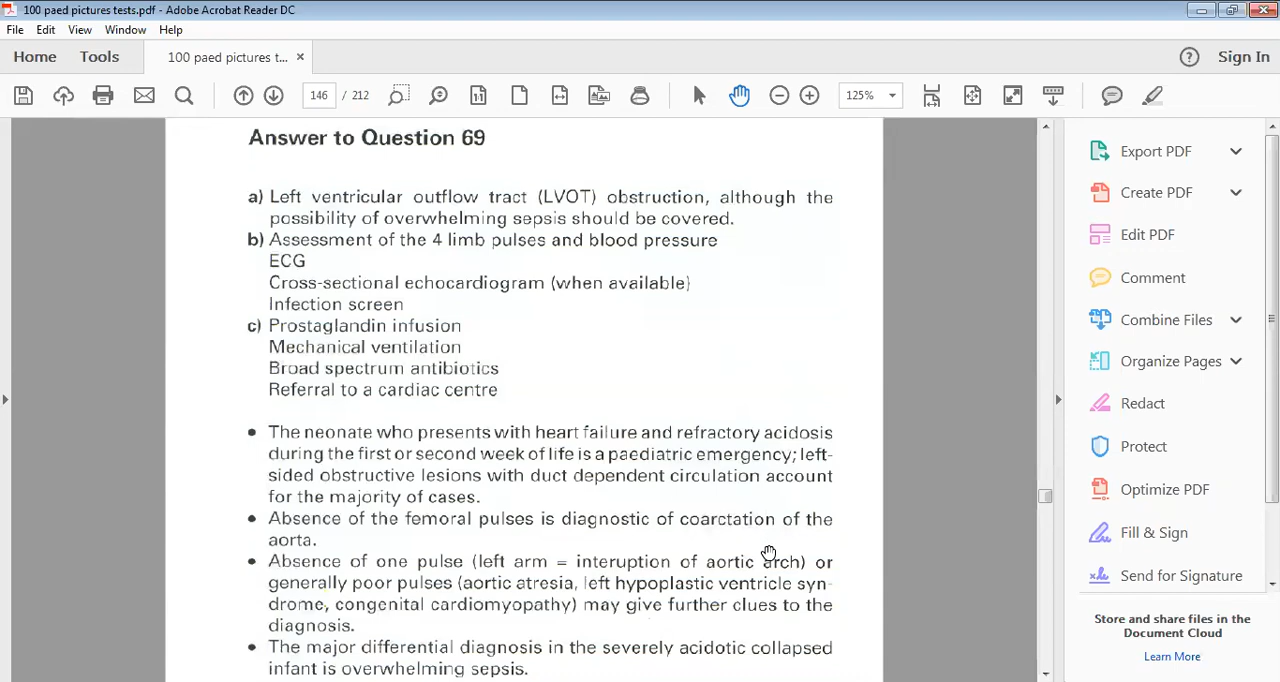 100 paed pictures tests.pdf - Adobe Acrobat Reader DC
File Edit View Window Help
Home Tools 100 paed pictures t... × Sign In
146 / 212 125%
Answer to Question 69
a) Left ventricular outflow tract (LVOT) obstruction, although the
possibility of overwhelming sepsis should be covered.
b) Assessment of the 4 limb pulses and blood pressure
ECG
Cross-sectional echocardiogram (when available)
Infection screen
c) Prostaglandin infusion
Mechanical ventilation
Broad spectrum antibiotics
Referral to a cardiac centre
• The neonate who presents with heart failure and refractory acidosis
during the first or second week of life is a paediatric emergency; left-
sided obstructive lesions with duct dependent circulation account
for the majority of cases.
• Absence of the femoral pulses is diagnostic of coarctation of the
aorta.
• Absence of one pulse (left arm = interuption of aortic arch) or
generally poor pulses (aortic atresia, left hypoplastic ventricle syn-
drome, congenital cardiomyopathy) may give further clues to the
diagnosis.
• The major differential diagnosis in the severely acidotic collapsed
infant is overwhelming sepsis.
Export PDF
Create PDF
Edit PDF
Comment
Combine Files
Organize Pages
Redact
Protect
Optimize PDF
Fill & Sign
Send for Signature
Store and share files in the
Document Cloud
Learn More